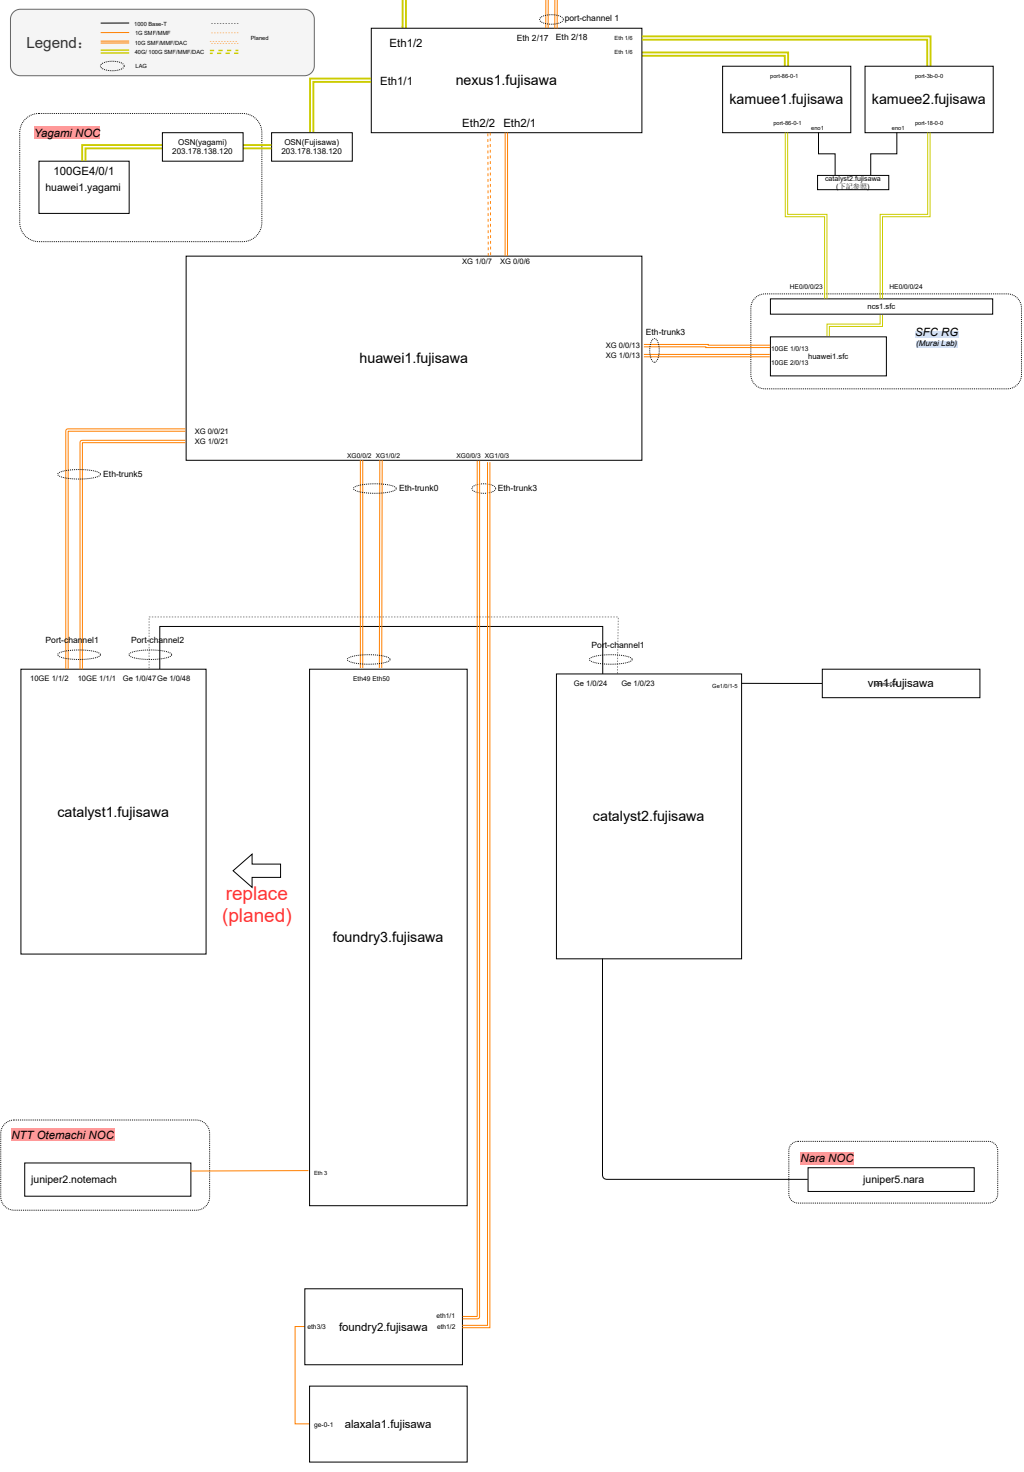 Legend：
1000 Base-T
1G SMF/MMF
10G SMF/MMF/DAC
40G/ 100G SMF/MMF/DAC
LAG
Planed
port-channel 1
Eth1/2
Eth 2/17 Eth 2/18
Eth 1/6
Eth 1/8
nexus1.fujisawa
Eth1/1
Eth2/2 Eth2/1
port-86-0-1
kamuee1.fujisawa
port-86-0-1
eno1
port-3b-0-0
kamuee2.fujisawa
port-18-0-0
eno1
catalyst2.fujisawa
(下記参照)
Yagami NOC
OSN(yagami)
203.178.138.120
OSN(Fujisawa)
203.178.138.120
100GE4/0/1
huawei1.yagami
XG 1/0/7 XG 0/0/6
huawei1.fujisawa
Eth-trunk3
XG 0/0/13
XG 1/0/13
HE0/0/0/23
HE0/0/0/24
ncs1.sfc
SFC RG
(Murai Lab)
10GE 1/0/13
huawei1.sfc
10GE 2/0/13
XG 0/0/21
XG 1/0/21
XG0/0/2 XG1/0/2
XG0/0/3 XG1/0/3
Eth-trunk5
Eth-trunk0
Eth-trunk3
Port-channel1
Port-channel2
Port-channel1
10GE 1/1/2 10GE 1/1/1 Ge 1/0/47 Ge 1/0/48
Eth49 Eth50
Ge 1/0/24 Ge 1/0/23
Ge1/0/1-5
vm1.fujisawa
catalyst1.fujisawa
catalyst2.fujisawa
replace
(planed)
foundry3.fujisawa
NTT Otemachi NOC
juniper2.notemach
Eth 3
Nara NOC
juniper5.nara
eth1/1
eth3/3
foundry2.fujisawa
eth1/2
ge-0-1
alaxala1.fujisawa